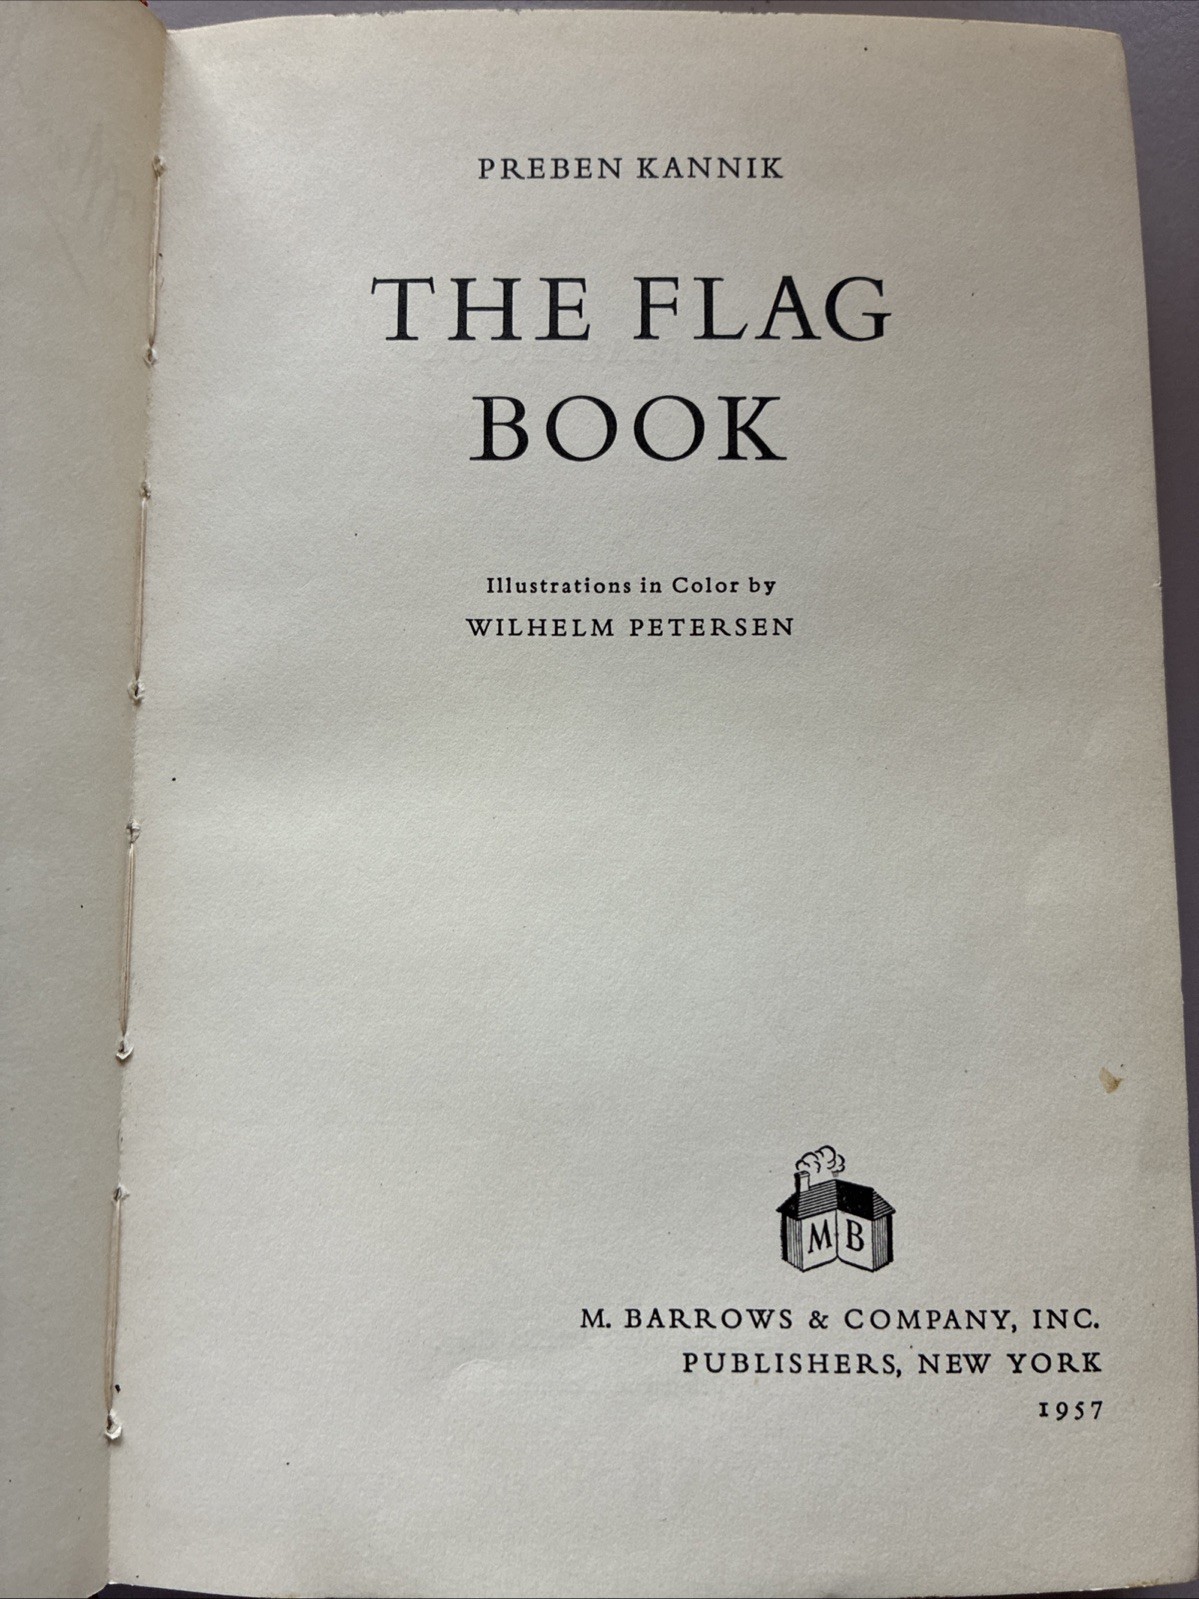 PREBEN KANNIK
THE FLAG
BOOK
Illustrations in Color by
WILHELM PETERSEN
MB
M. BARROWS & COMPANY, INC.
PUBLISHERS, NEW YORK
1957